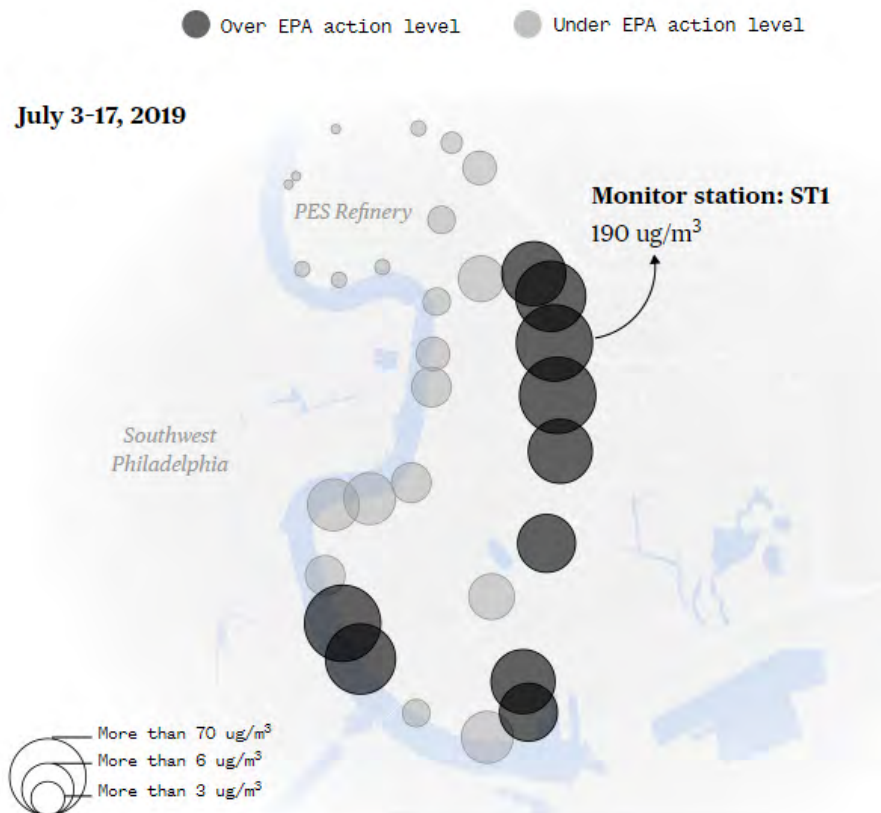 Over EPA action level
Under EPA action level
July 3-17, 2019
PES Refinery
Monitor station: ST1
190 ug/m³
Southwest
Philadelphia
More than 70 ug/m³
More than 6 ug/m³
More than 3 ug/m³